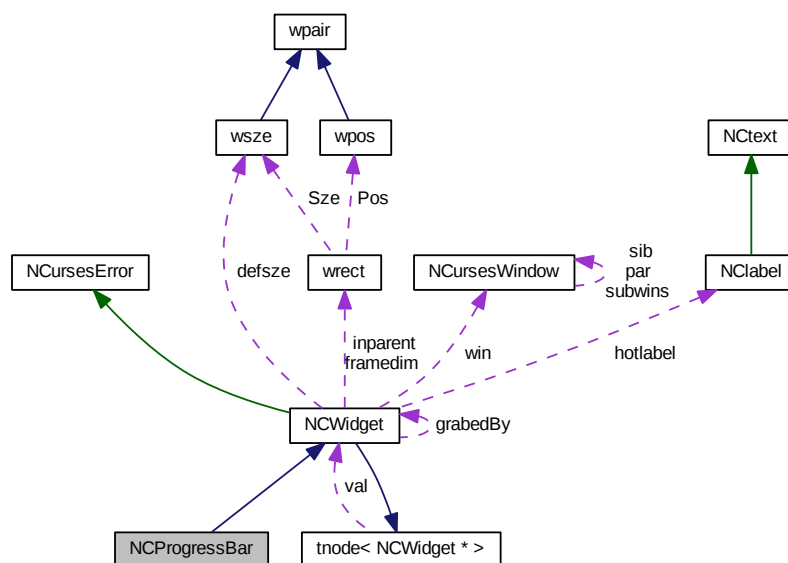 wpair
wsze
wpos
NCtext
Sze
Pos
NCursesError
defsze
wrect
NCursesWindow
sib
par
subwins
NClabel
inparent
framedim
win
hotlabel
NCWidget
grabedBy
val
NCProgressBar
tnode< NCWidget * >